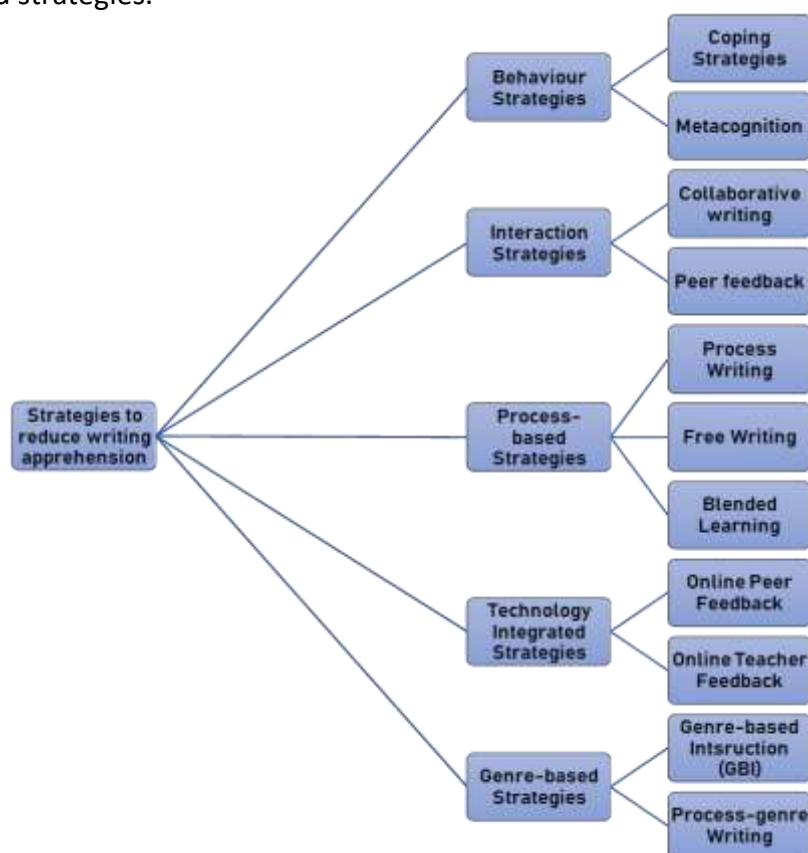 strategies.
Coping
Strategies
Behaviour
Strategies
Metacognition
Collaborative
writing
Interaction
Strategies
Peer feedback
Process
Writing
Strategies to
reduce writing
apprehension
Process-
based
Strategies
Free Writing
Blended
Learning
Online Peer
Feedback
Technology
Integrated
Strategies
Online Teacher
Feedback
Genre-based
Intsruction
(GBI)
Genre-based
Strategies
Process-genre
Writing